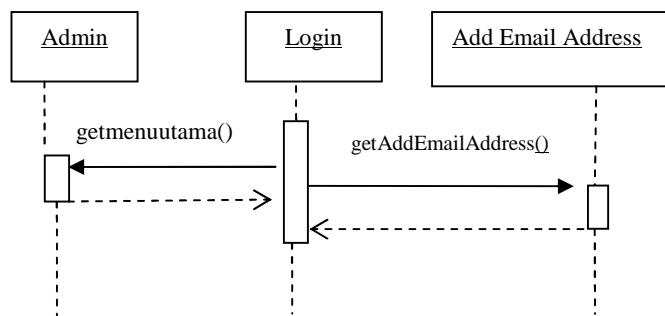 Admin
Login
Add Email Address
getmenuutama()
getAddEmailAddress()